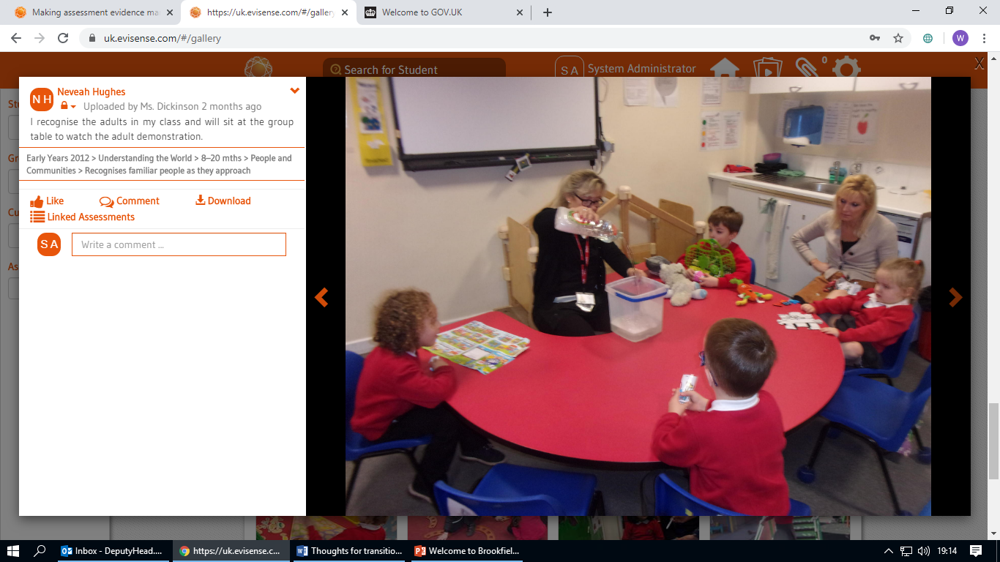 Making assessment evidence ma
https://uk.evisense.com/#/gallery
Welcome to GOV.UK
uk.evisense.com/#/gallery
W
Search for Student
S A
System Administrator
0
X
N H
Neveah Hughes
Uploaded by Ms. Dickinson 2 months ago
I recognise the adults in my class and will sit at the group
table to watch the adult demonstration.
Early Years 2012 > Understanding the World > 8–20 mths > People and
Communities > Recognises familiar people as they approach
Like
Comment
Download
Linked Assessments
S A
Write a comment ...
St
Gr
Cu
As
Inbox - DeputyHead....
https://uk.evisense.c...
Thoughts for transitio...
Welcome to Brookfiel...
19:14